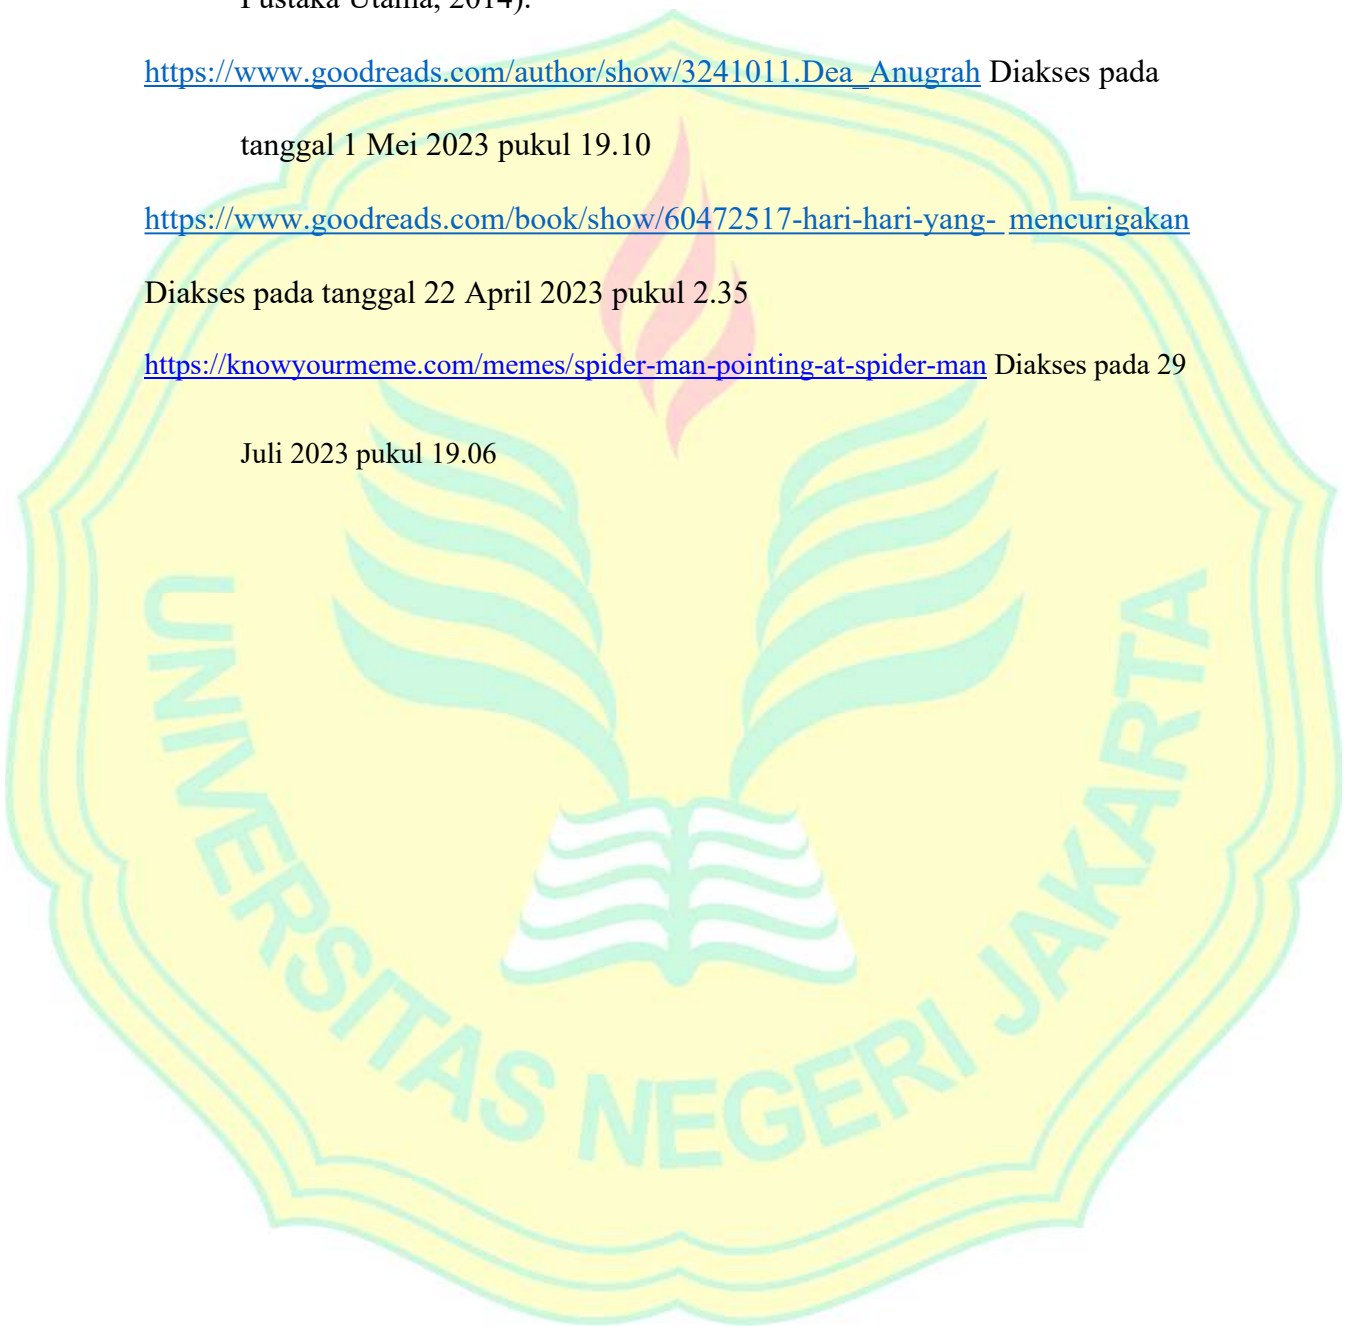 Pustaka Utama, 2014).
https://www.goodreads.com/author/show/3241011.Dea_Anugrah Diakses pada
tanggal 1 Mei 2023 pukul 19.10
https://www.goodreads.com/book/show/60472517-hari-hari-yang- mencurigakan
Diakses pada tanggal 22 April 2023 pukul 2.35
https://knowyourmeme.com/memes/spider-man-pointing-at-spider-man Diakses pada 29
Juli 2023 pukul 19.06
UNIVERSITAS NEGERI JAKARTA